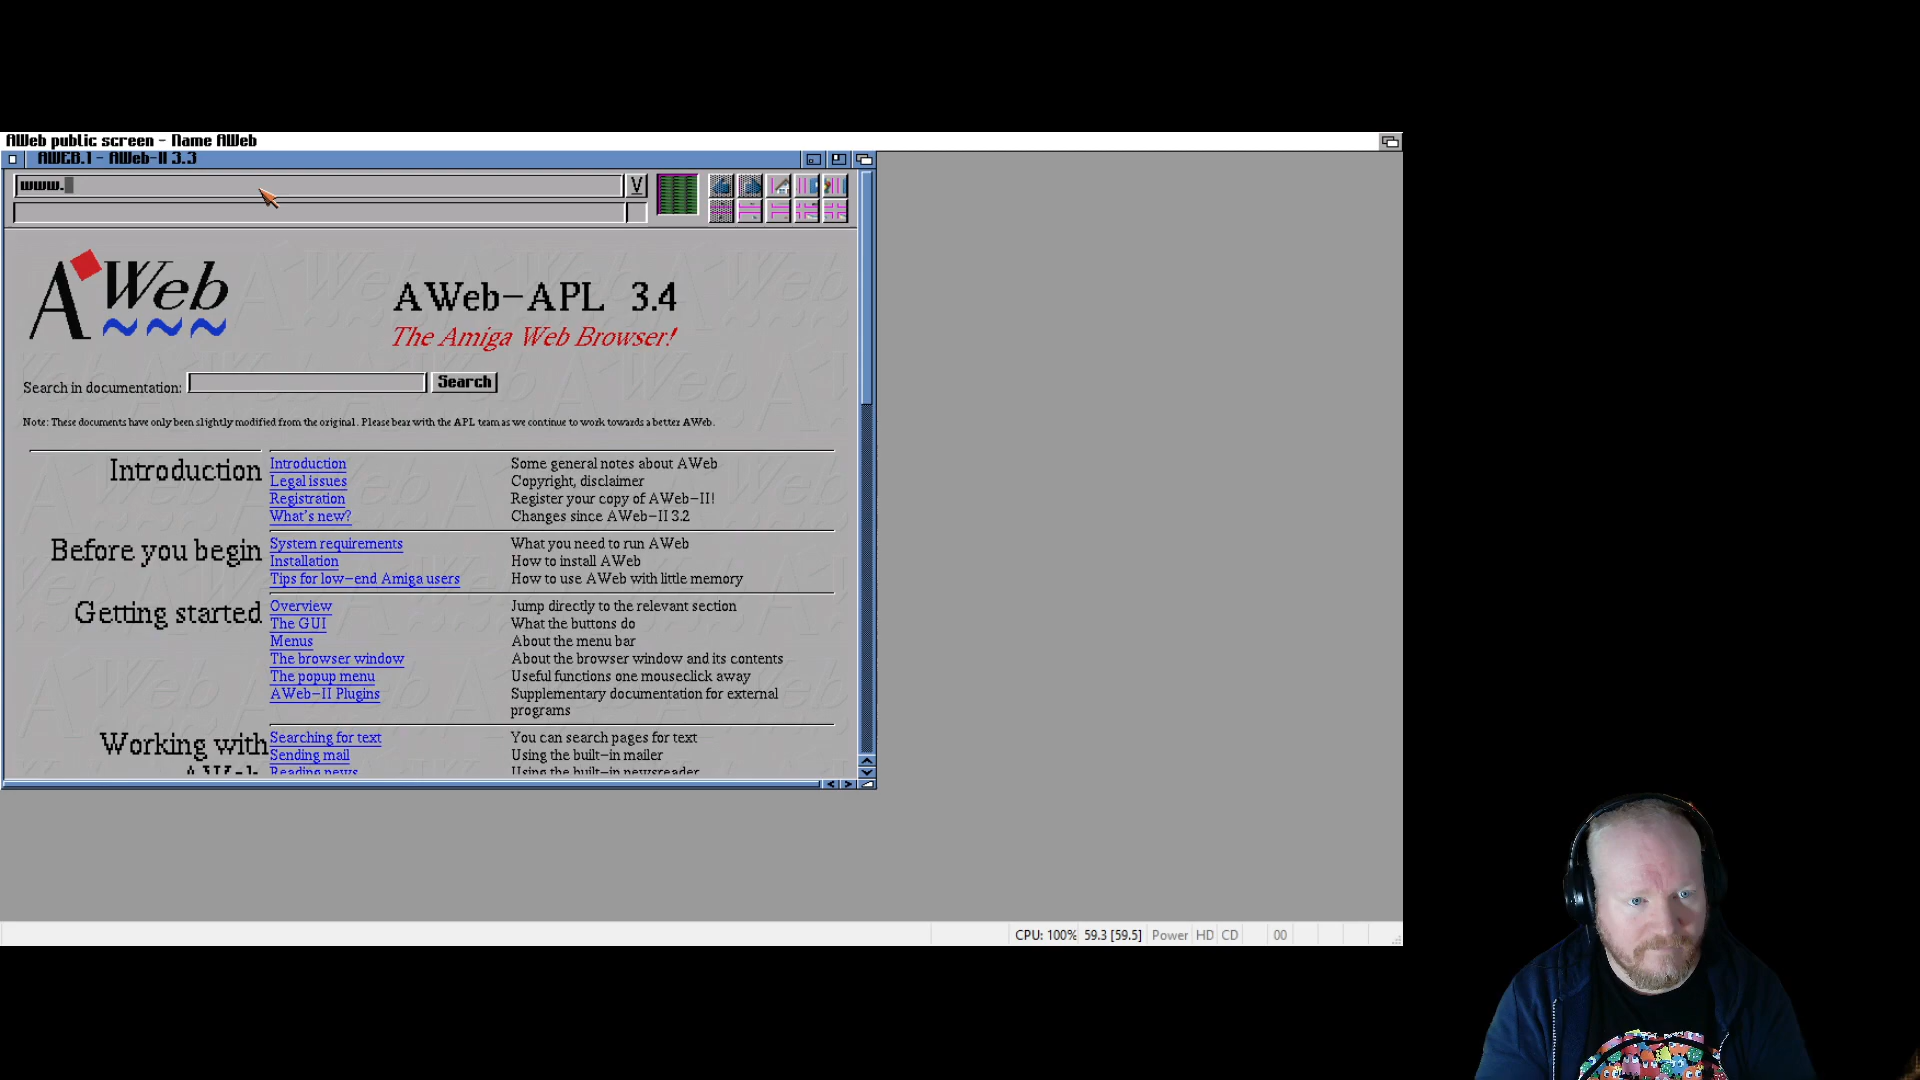 AWeb public screen - Name AWeb
AWEB.1 - AWeb-II 3.3
www.
V
AWeb
AWeb-APL 3.4
The Amiga Web Browser!
Search in documentation:
Search
Note: These documents have only been slightly modified from the original. Please bear with the APL team as we continue to work towards a better AWeb.
Introduction
Introduction Some general notes about AWeb
Legal issues Copyright, disclaimer
Registration Register your copy of AWeb-II!
What's new? Changes since AWeb-II 3.2
Before you begin
System requirements What you need to run AWeb
Installation How to install AWeb
Tips for low-end Amiga users How to use AWeb with little memory
Getting started
Overview Jump directly to the relevant section
The GUI What the buttons do
Menus About the menu bar
The browser window About the browser window and its contents
The popup menu Useful functions one mouseclick away
AWeb-II Plugins Supplementary documentation for external
programs
Working with
AWeb
Searching for text You can search pages for text
Sending mail Using the built-in mailer
Reading news Using the built-in newsreader
CPU: 100% 59.3 [59.5] Power HD CD 00